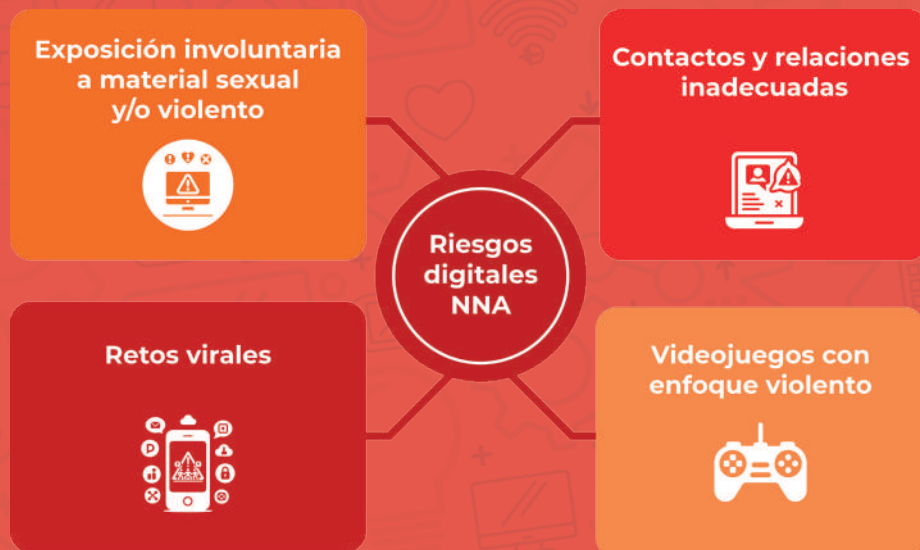 Exposición involuntaria
a material sexual
y/o violento
Contactos y relaciones
inadecuadas
Riesgos
digitales
NNA
Retos virales
Videojuegos con
enfoque violento